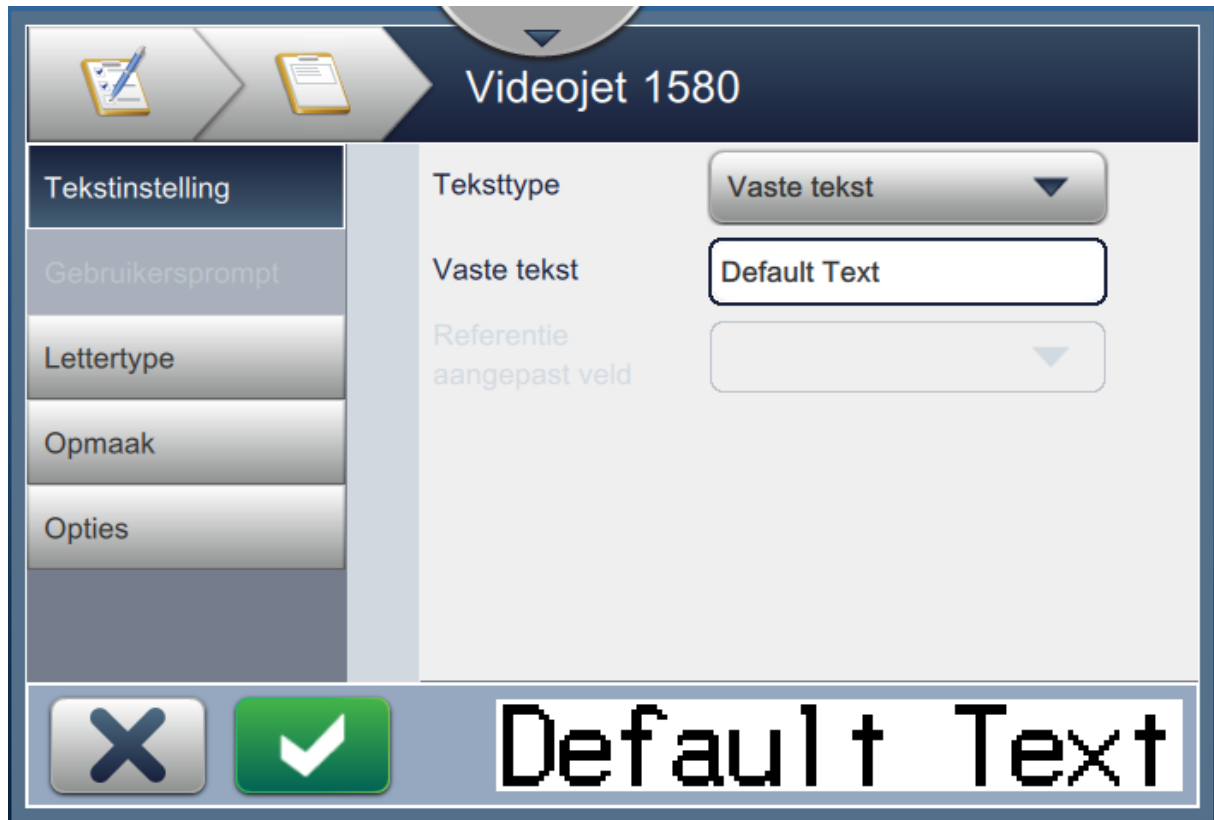 Videojet 1580
Tekstinstelling
Gebruikersprompt
Lettertype
Opmaak
Opties
Teksttype
Vaste tekst
Vaste tekst
Default Text
Referentie
aangepast veld
Default Text